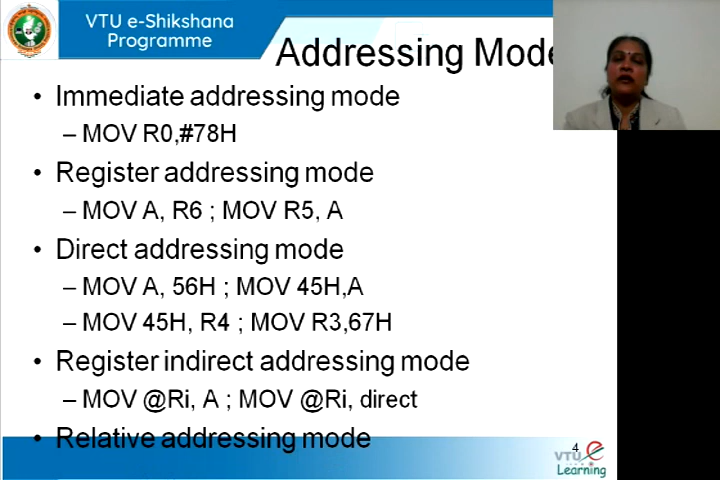 VTU e-Shikshana
Programme
Addressing Mode
• Immediate addressing mode
– MOV R0,#78H
• Register addressing mode
– MOV A, R6 ; MOV R5, A
• Direct addressing mode
– MOV A, 56H ; MOV 45H,A
– MOV 45H, R4 ; MOV R3,67H
• Register indirect addressing mode
– MOV @Ri, A ; MOV @Ri, direct
• Relative addressing mode
4
VTU e
Learning